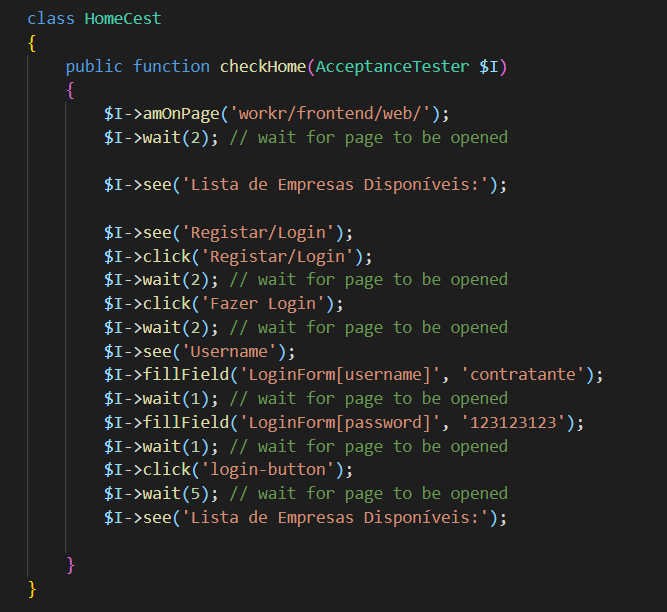 class HomeCest
{
public function checkHome(AcceptanceTester $I)
{
$I->amOnPage('workr/frontend/web/');
$I->wait(2); // wait for page to be opened
$I->see('Lista de Empresas Disponíveis:');
$I->see('Registar/Login');
$I->click('Registar/Login');
$I->wait(2); // wait for page to be opened
$I->click('Fazer Login');
$I->wait(2); // wait for page to be opened
$I->see('Username');
$I->fillField('LoginForm[username]', 'contratante');
$I->wait(1); // wait for page to be opened
$I->fillField('LoginForm[password]', '123123123');
$I->wait(1); // wait for page to be opened
$I->click('login-button');
$I->wait(5); // wait for page to be opened
$I->see('Lista de Empresas Disponíveis:');
}
}